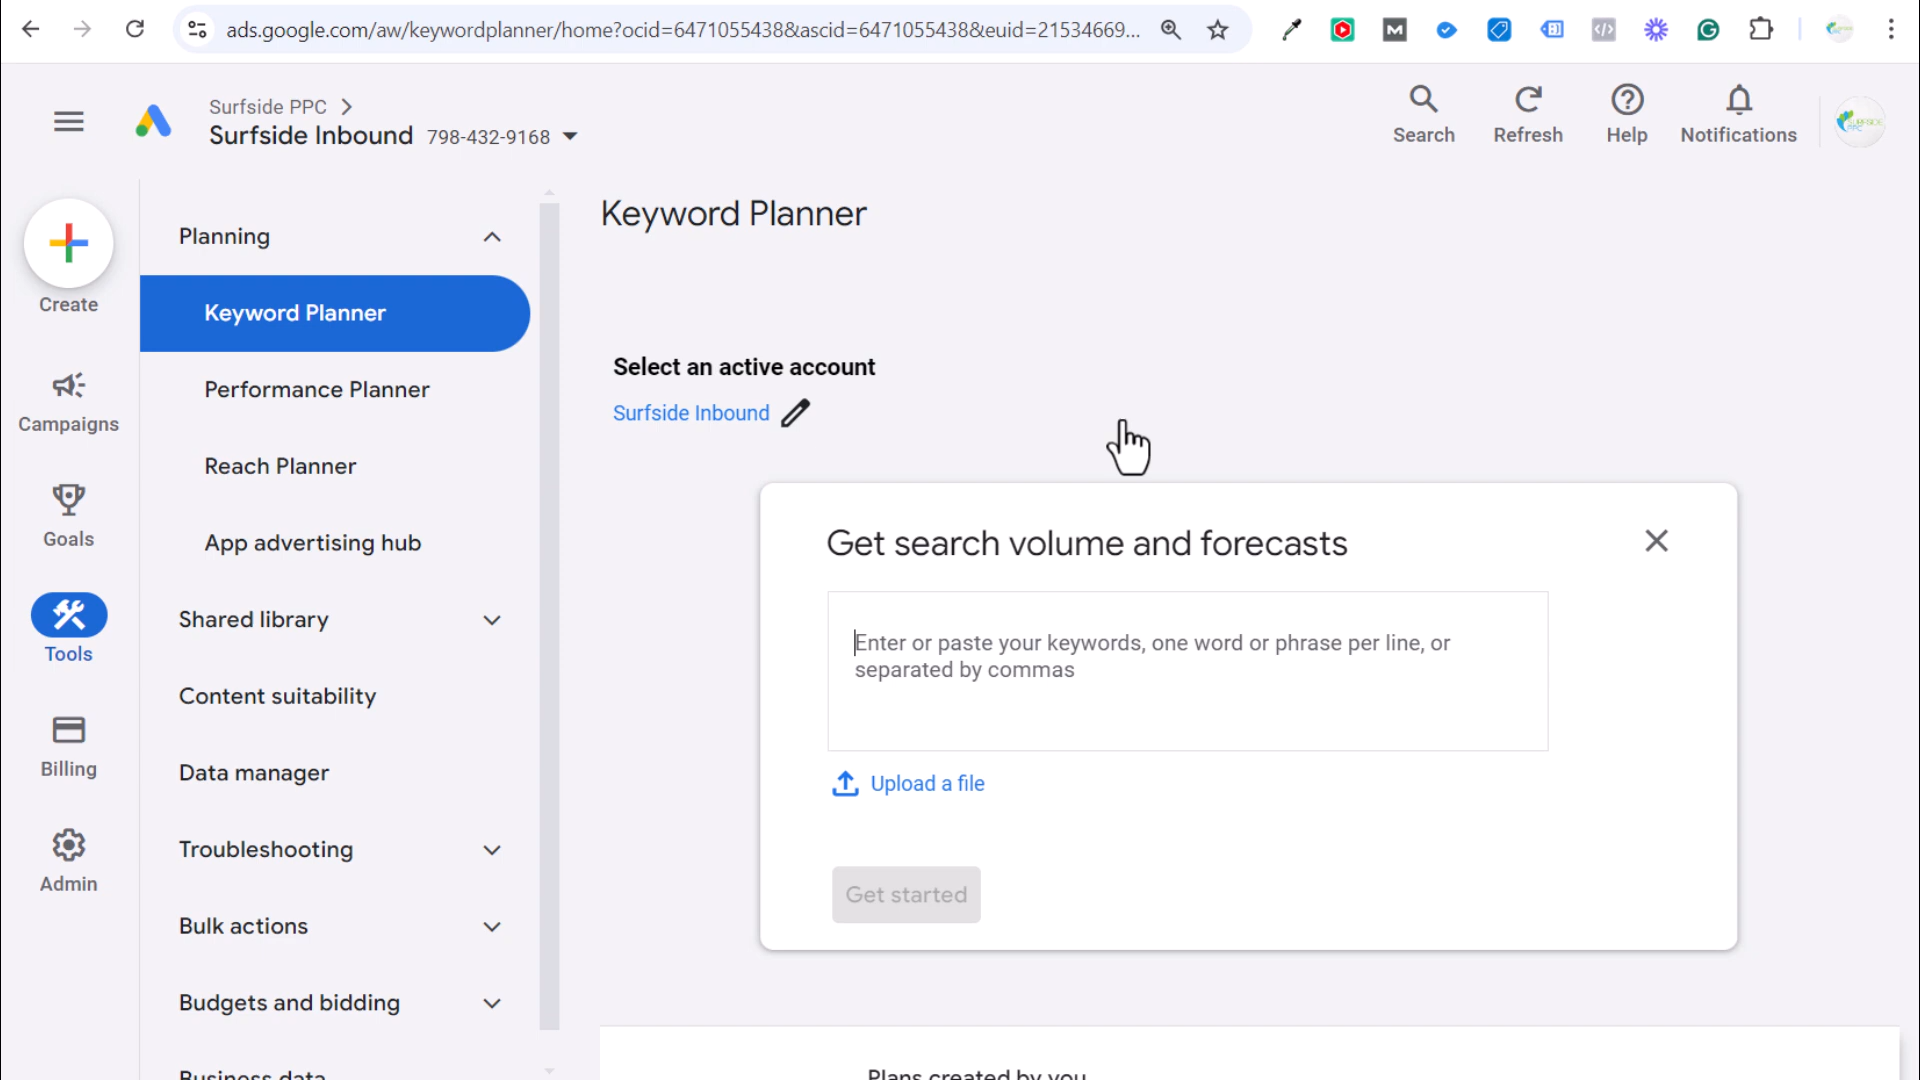 ads.google.com/aw/keywordplanner/home?ocid=6471055438&ascid=6471055438&euid=21534669...
Surfside PPC
Surfside Inbound 798-432-9168
Search
Refresh
Help
Notifications
Create
Campaigns
Goals
Tools
Billing
Admin
Planning
Keyword Planner
Performance Planner
Reach Planner
App advertising hub
Shared library
Content suitability
Data manager
Troubleshooting
Bulk actions
Budgets and bidding
Business data
Keyword Planner
Select an active account
Surfside Inbound
Get search volume and forecasts
Enter or paste your keywords, one word or phrase per line, or
separated by commas
Upload a file
Get started
Plans created by you